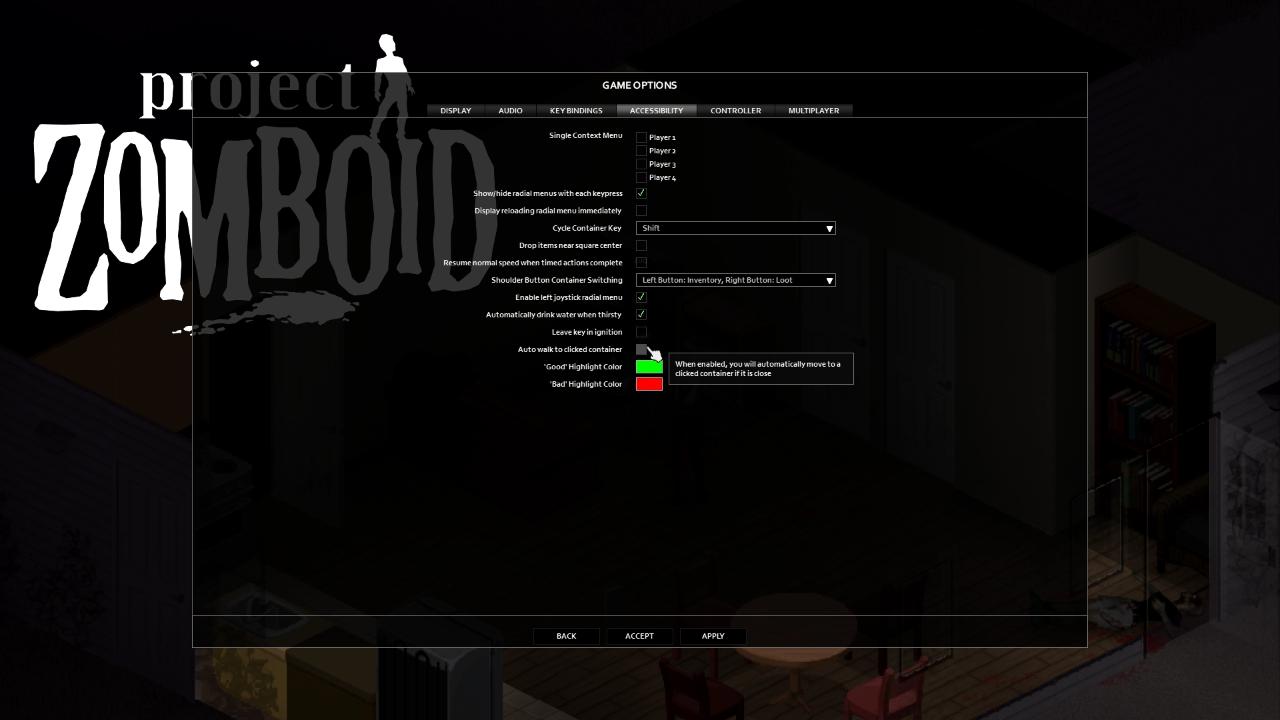 project
ZOMBOID
GAME OPTIONS
DISPLAY AUDIO KEY BINDINGS ACCESSIBILITY CONTROLLER MULTIPLAYER
Single Context Menu Player 1
Player 2
Player 3
Player 4
Show/hide radial menus with each keypress
Display reloading radial menu immediately
Cycle Container Key Shift
Drop items near square center
Resume normal speed when timed actions complete
Shoulder Button Container Switching Left Button: Inventory, Right Button: Loot
Enable left joystick radial menu
Automatically drink water when thirsty
Leave key in ignition
Auto walk to clicked container
When enabled, you will automatically move to a
clicked container if it is close
'Good' Highlight Color
'Bad' Highlight Color
BACK ACCEPT APPLY